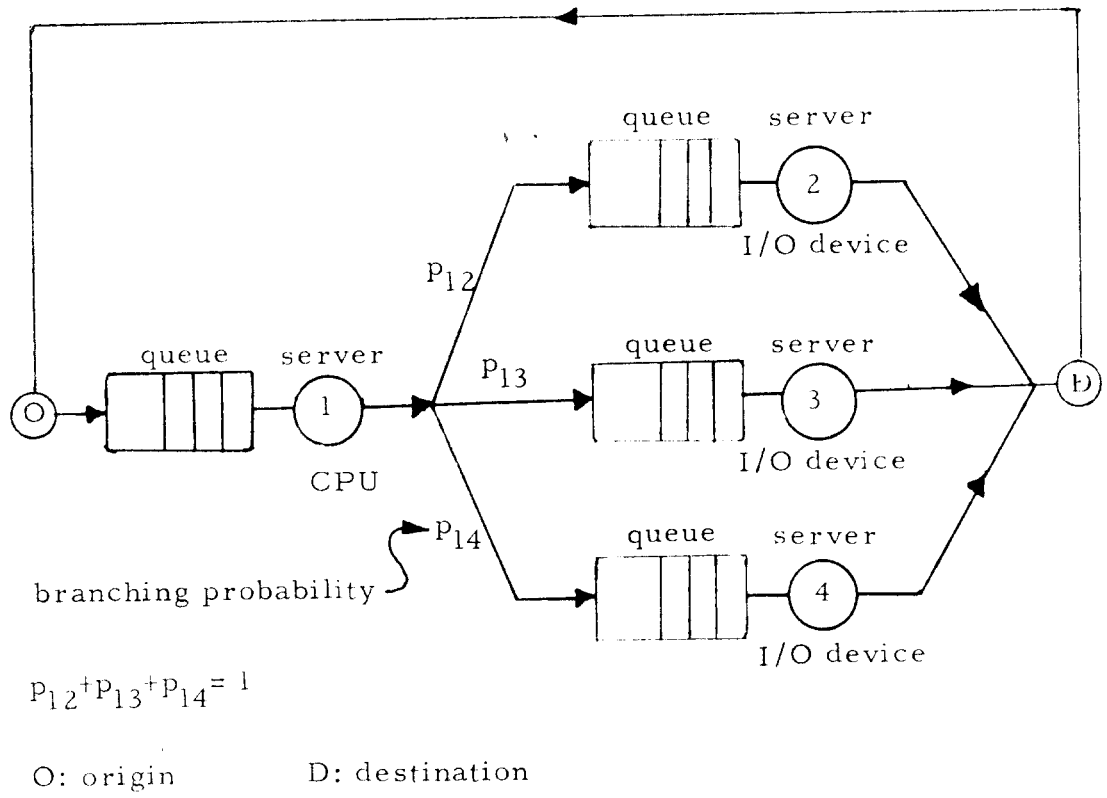 queue server
2
I/O device
p12
queue server
1
CPU
p13
queue server
3
I/O device
O
D
p14
queue server
4
I/O device
branching probability
p12+p13+p14= 1
O: origin D: destination